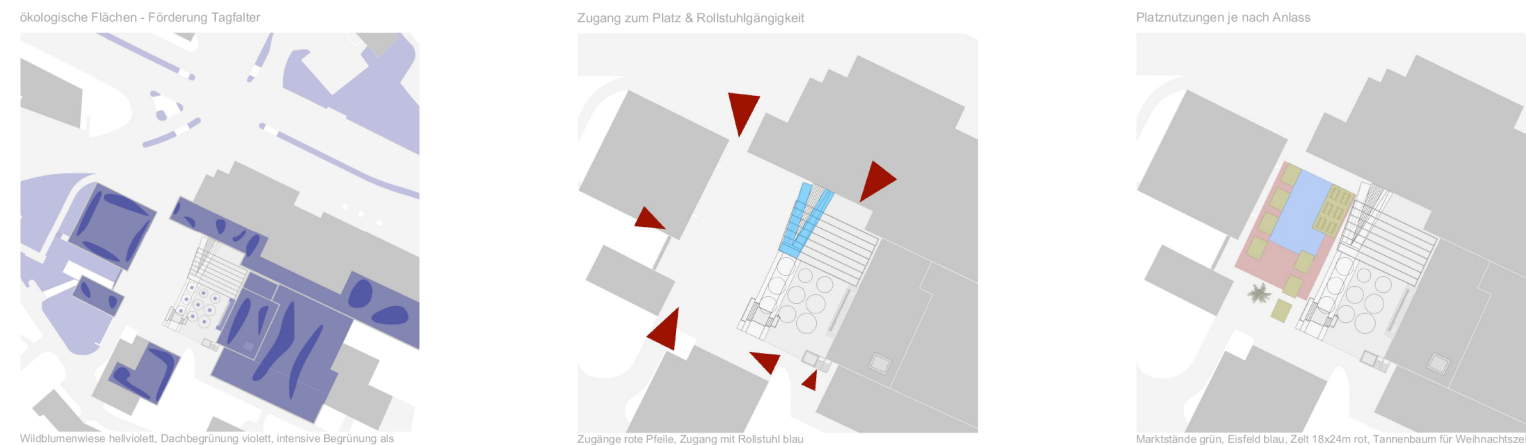 ökologische Flächen - Förderung Tagfalter
Zugang zum Platz & Rollstuhlgängigkeit
Platznutzungen je nach Anlass
Wildblumenwiese hellviolett, Dachbegrünung violett, intensive Begrünung als
Zugänge rote Pfeile, Zugang mit Rollstuhl blau
Marktstände grün, Eisfeld blau, Zelt 18x24m rot, Tannenbaum für